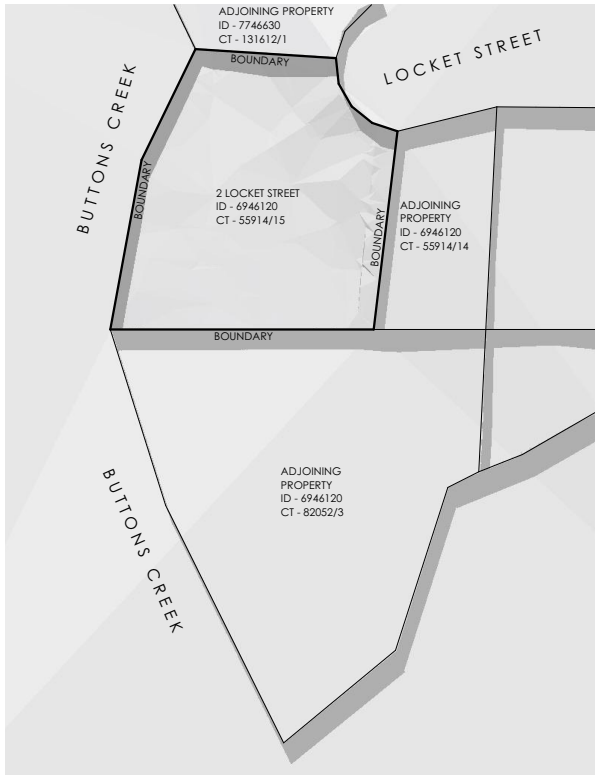 ADJOINING PROPERTY
ID - 7746630
CT - 131612/1
BOUNDARY
LOCKET STREET
BUTTONS CREEK
BOUNDARY
2 LOCKET STREET
ID - 6946120
CT - 55914/15
BOUNDARY
ADJOINING
PROPERTY
ID - 6946120
CT - 55914/14
BOUNDARY
BUTTONS CREEK
ADJOINING
PROPERTY
ID - 6946120
CT - 82052/3